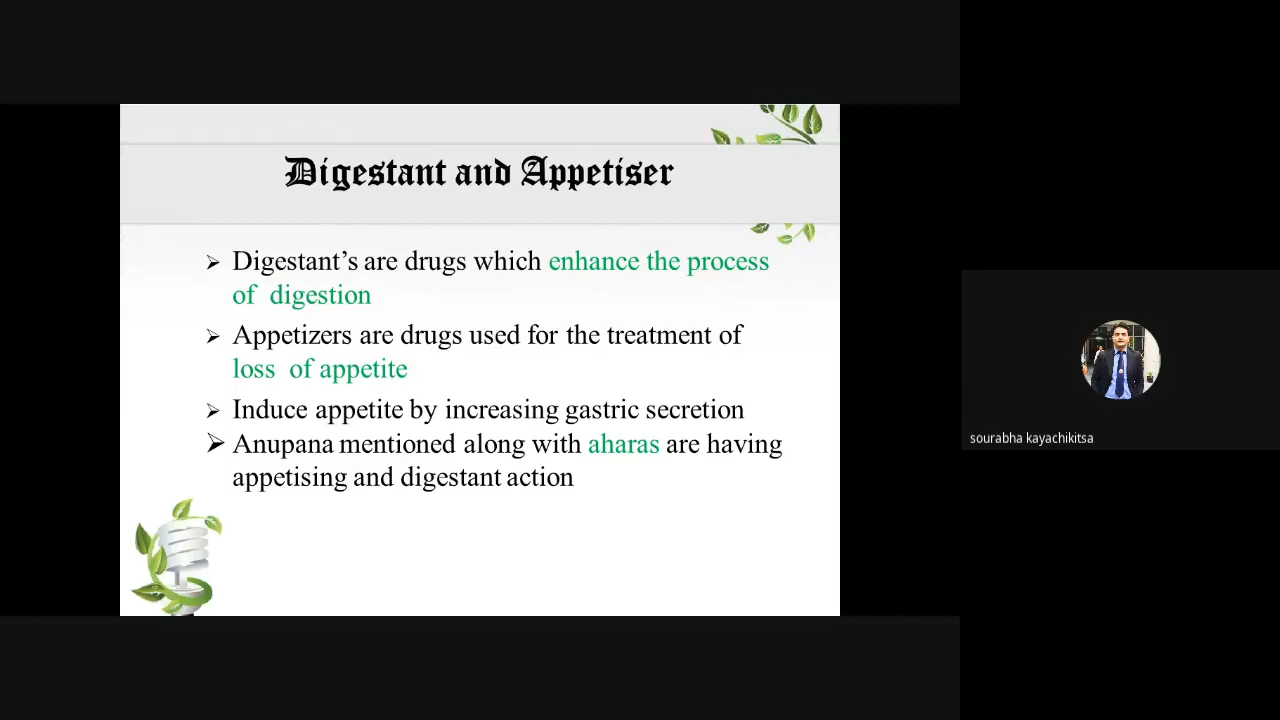 Digestant and Appetiser
➢ Digestant’s are drugs which enhance the process
of digestion
➢ Appetizers are drugs used for the treatment of
loss of appetite
➢ Induce appetite by increasing gastric secretion
➢ Anupana mentioned along with aharas are having
appetising and digestant action
sourabha kayachikitsa